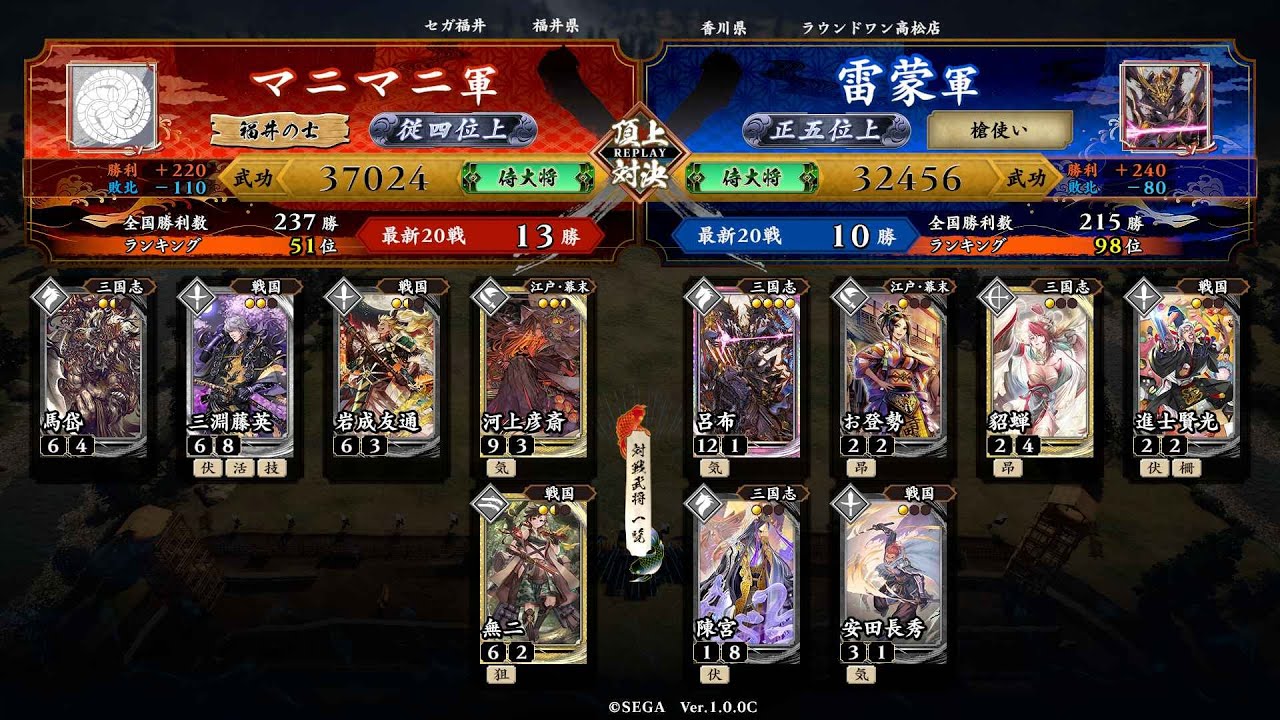 セガ福井 福井県 香川県 ラウンドワン高松店
マニマニ軍
雷蒙軍
福井の士 従四位上
正五位上 槍使い
頂上
REPLAY
対決
勝利 +220
敗北 -110
武功 37024 侍大将
侍大将 32456 武功
勝利 +240
敗北 -80
全国勝利数 237勝
ランキング 51位
最新20戦 13勝
最新20戦 10勝
全国勝利数 215勝
ランキング 98位
三国志
馬岱
6 4
戦国
三淵藤英
6 8
伏 活 技
戦国
岩成友通
6 3
江戸・幕末
河上彦斎
9 3
気
戦国
無二
6 2
狙
対戦武将一覧
三国志
呂布
12 1
気
江戸・幕末
お登勢
2 2
昂
三国志
貂蝉
2 4
昂
戦国
進士賢光
2 2
伏 柵
三国志
陳宮
1 8
伏
戦国
安田長秀
3 1
気
©SEGA Ver.1.0.0C